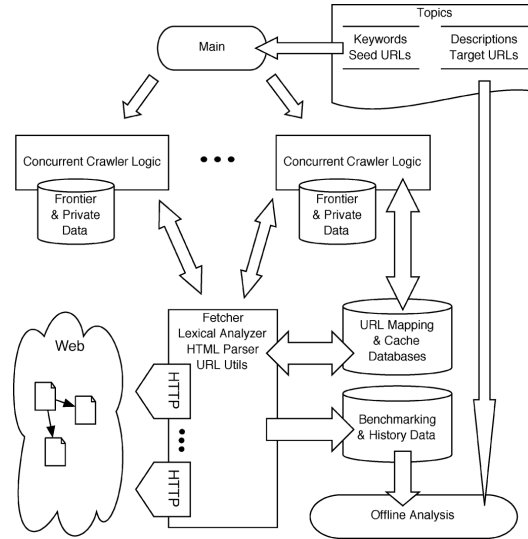 Topics
Keywords
Seed URLs
Descriptions
Target URLs
Main
Concurrent Crawler Logic
Concurrent Crawler Logic
Frontier
& Private
Data
Frontier
& Private
Data
Fetcher
Lexical Analyzer
HTML Parser
URL Utils
URL Mapping
& Cache
Databases
Web
HTTP
HTTP
Benchmarking
& History Data
Offline Analysis